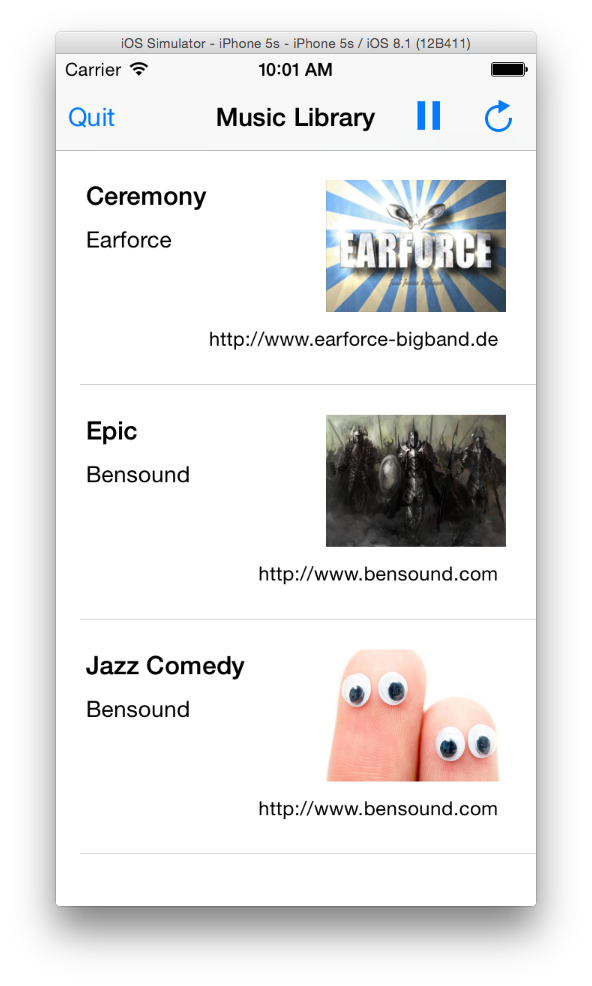 iOS Simulator - iPhone 5s - iPhone 5s / iOS 8.1 (12B411)
Carrier 10:01 AM
Quit Music Library
Ceremony
Earforce
EARFORCE
http://www.earforce-bigband.de
Epic
Bensound
http://www.bensound.com
Jazz Comedy
Bensound
http://www.bensound.com